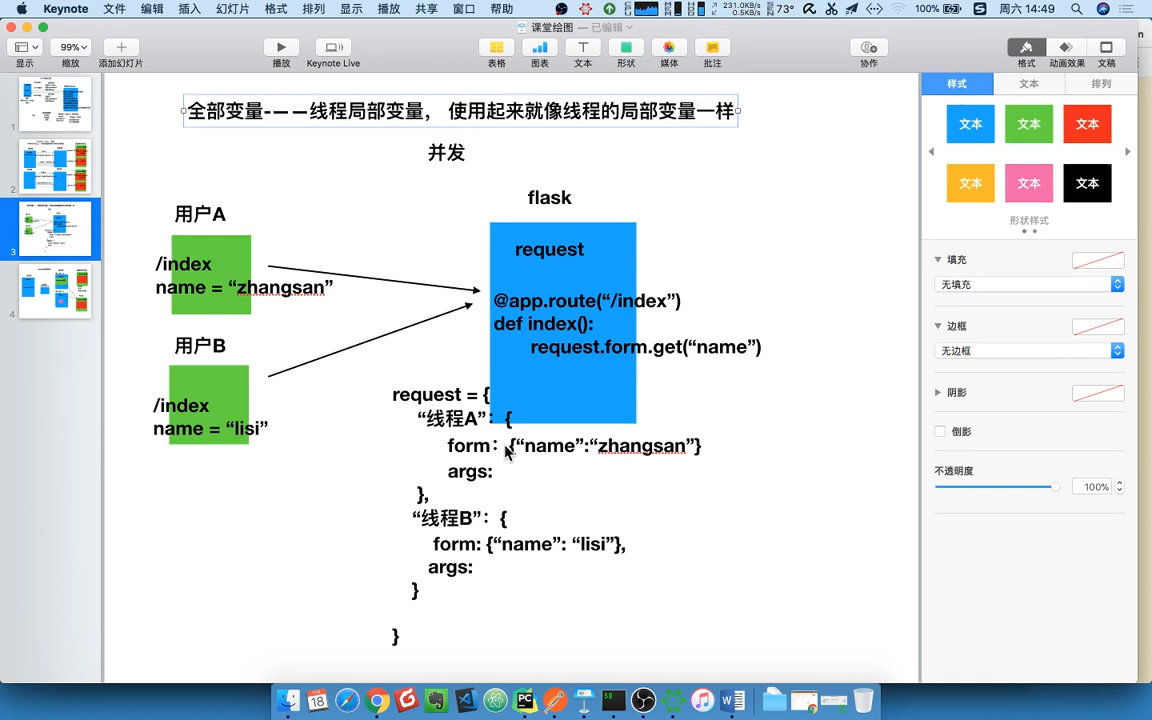 Keynote 文件 编辑 插入 幻灯片 格式 排列 显示 播放 共享 窗口 帮助 231.0KB/s 0.5KB/s 73° 100% 周六 14:49
课堂绘图 — 已编辑
99%
显示 缩放 添加幻灯片 播放 Keynote Live 表格 图表 文本 形状 媒体 批注 协作 格式 动画效果 文稿
1
2
3
4
全部变量-——线程局部变量， 使用起来就像线程的局部变量一样
并发
flask
用户A
/index
name = “zhangsan”
用户B
/index
name = “lisi”
request
@app.route(“/index”)
def index():
request.form.get(“name”)
request = {
“线程A”：{
form：{“name”:“zhangsan”}
args:
},
“线程B”：{
form: {“name”: “lisi”},
args:
}
}
样式 文本 排列
文本 文本 文本
文本 文本 文本
形状样式
填充
无填充
边框
无边框
阴影
倒影
不透明度
100%
18